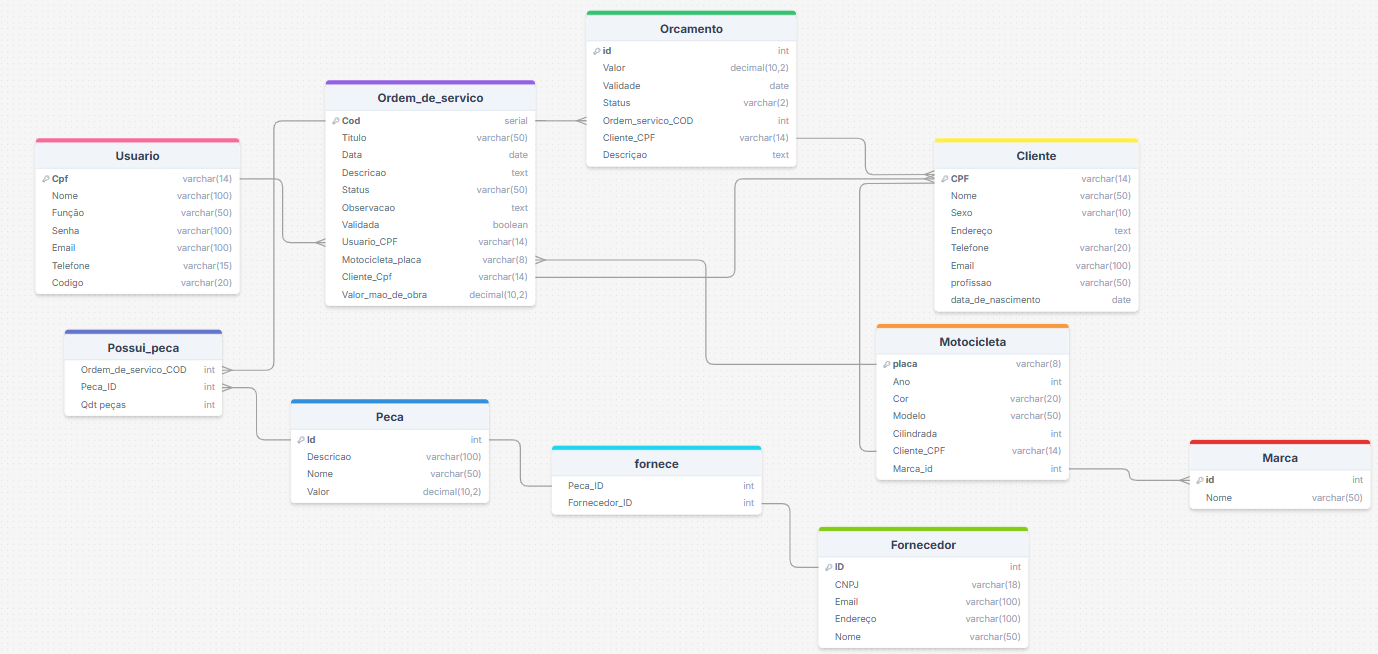 Orcamento
id int
Valor decimal(10,2)
Validade date
Status varchar(2)
Ordem_servico_COD int
Cliente_CPF varchar(14)
Descriçao text
Ordem_de_servico
Cod serial
Titulo varchar(50)
Data date
Descricao text
Status varchar(50)
Observacao text
Validada boolean
Usuario_CPF varchar(14)
Motocicleta_placa varchar(8)
Cliente_Cpf varchar(14)
Valor_mao_de_obra decimal(10,2)
Usuario
Cpf varchar(14)
Nome varchar(100)
Função varchar(50)
Senha varchar(100)
Email varchar(100)
Telefone varchar(15)
Codigo varchar(20)
Cliente
CPF varchar(14)
Nome varchar(50)
Sexo varchar(10)
Endereço text
Telefone varchar(20)
Email varchar(100)
profissao varchar(50)
data_de_nascimento date
Possui_peca
Ordem_de_servico_COD int
Peca_ID int
Qdt peças int
Motocicleta
placa varchar(8)
Ano int
Cor varchar(20)
Modelo varchar(50)
Cilindrada int
Cliente_CPF varchar(14)
Marca_id int
Peca
Id int
Descricao varchar(100)
Nome varchar(50)
Valor decimal(10,2)
fornece
Peca_ID int
Fornecedor_ID int
Marca
id int
Nome varchar(50)
Fornecedor
ID int
CNPJ varchar(18)
Email varchar(100)
Endereço varchar(100)
Nome varchar(50)